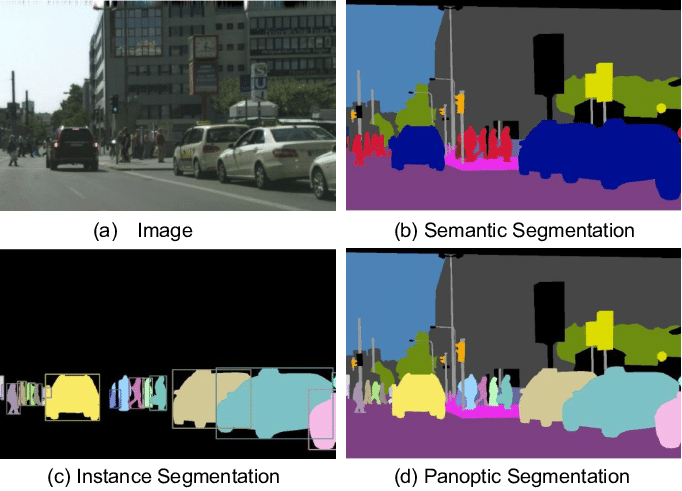 (a) Image
(b) Semantic Segmentation
(c) Instance Segmentation
(d) Panoptic Segmentation